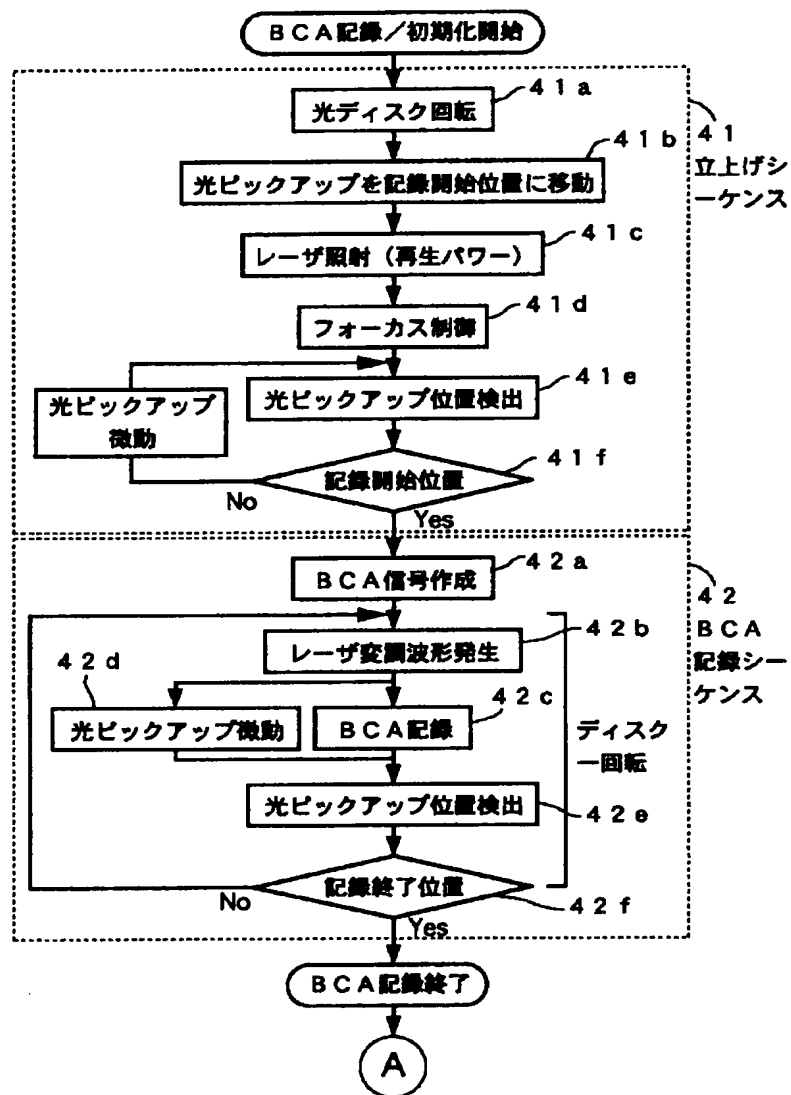 ＢＣＡ記録／初期化開始
４１ａ
光ディスク回転
４１
立上げシ
ーケンス
４１ｂ
光ピックアップを記録開始位置に移動
４１ｃ
レーザ照射（再生パワー）
４１ｄ
フォーカス制御
４１ｅ
光ピックアップ位置検出
光ピックアップ
微動
４１ｆ
記録開始位置
No
Yes
４２ａ
ＢＣＡ信号作成
４２
ＢＣＡ
記録シー
ケンス
４２ｂ
レーザ変調波形発生
４２ｄ
光ピックアップ微動
４２ｃ
ＢＣＡ記録
ディスク
一回転
光ピックアップ位置検出
４２ｅ
記録終了位置
４２ｆ
No
Yes
ＢＣＡ記録終了
A